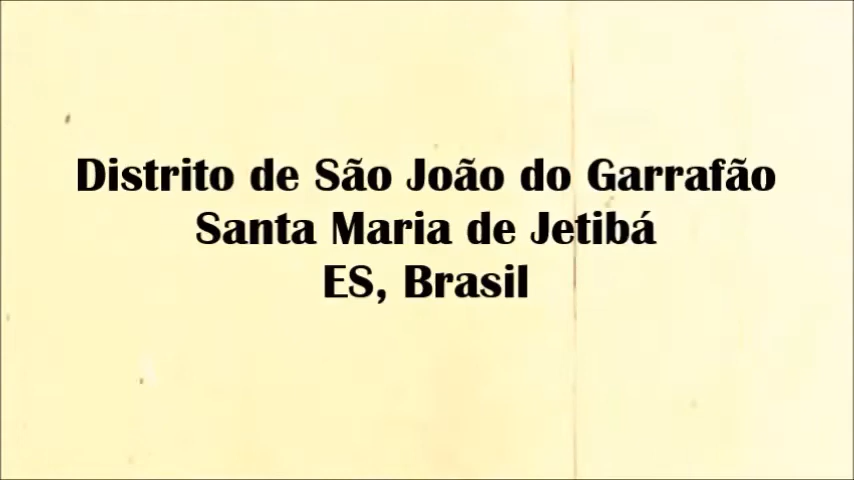 Distrito de São João do Garrafão
Santa Maria de Jetibá
ES, Brasil